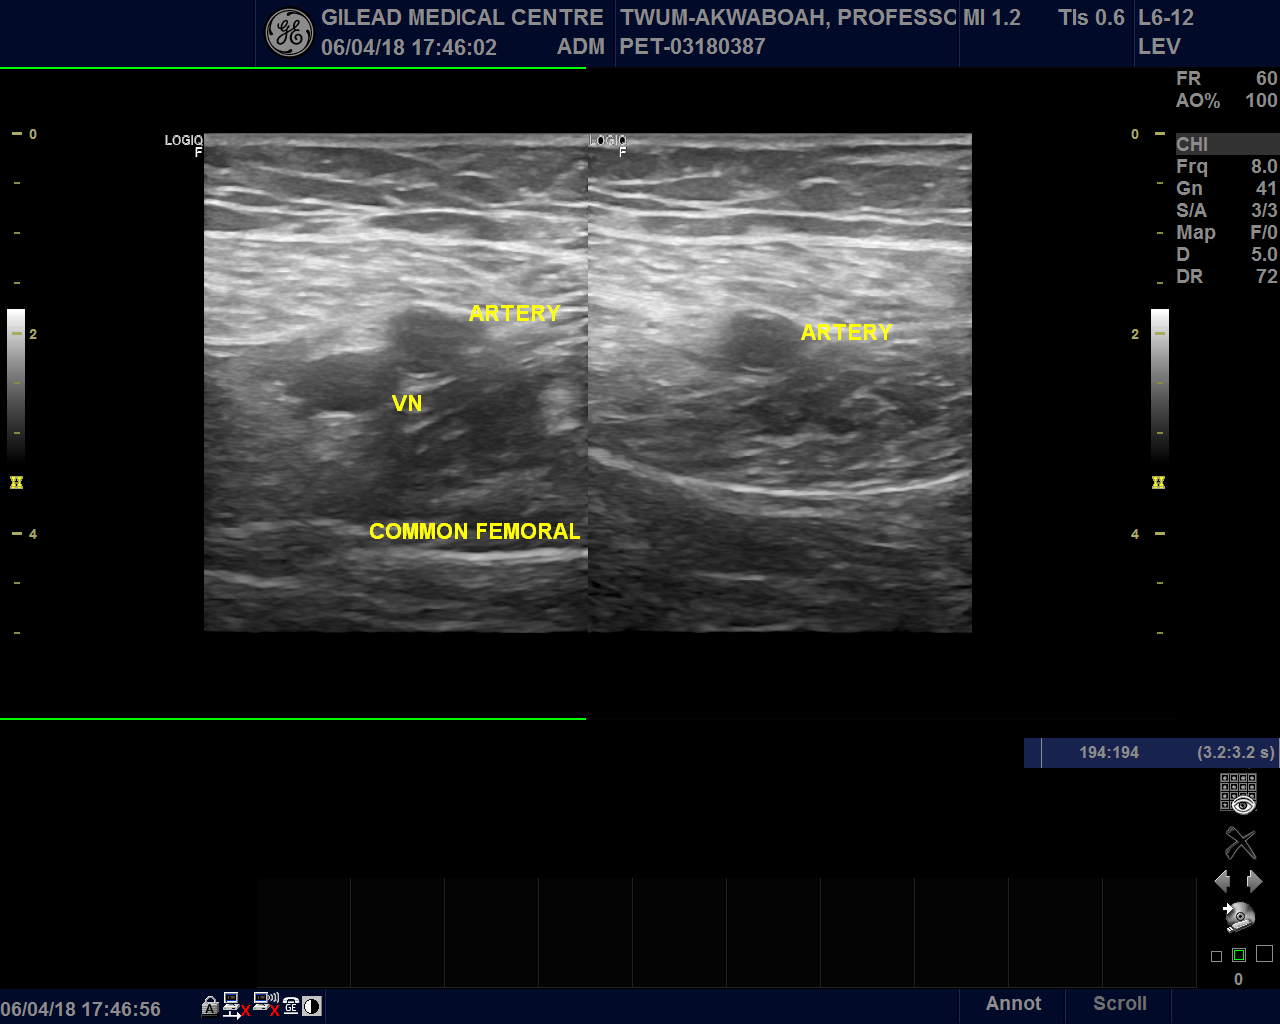 GILEAD MEDICAL CENTRE
06/04/18 17:46:02 ADM
TWUM-AKWABOAH, PROFESSO
PET-03180387
MI 1.2 TIs 0.6
L6-12
LEV
FR 60
AO% 100
CHI
Frq 8.0
Gn 41
S/A 3/3
Map F/0
D 5.0
DR 72
0
2
4
LOGIQ
F
LOGIQ
F
0
2
4
ARTERY
VN
COMMON FEMORAL
ARTERY
194:194 (3.2:3.2 s)
0
06/04/18 17:46:56
A
GE
Annot
Scroll